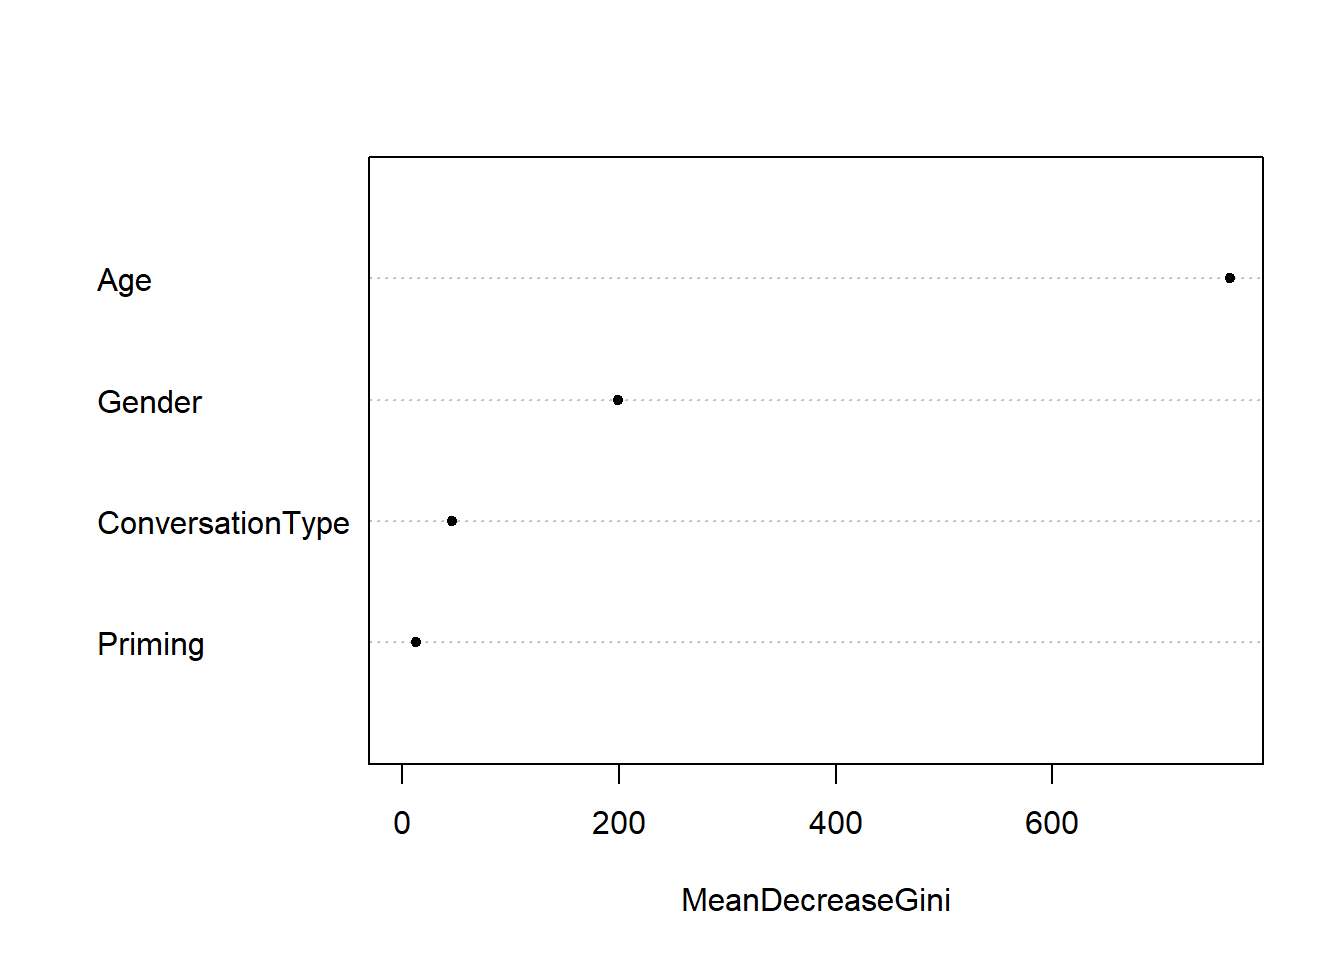 Age
Gender
ConversationType
Priming
0 200 400 600
MeanDecreaseGini